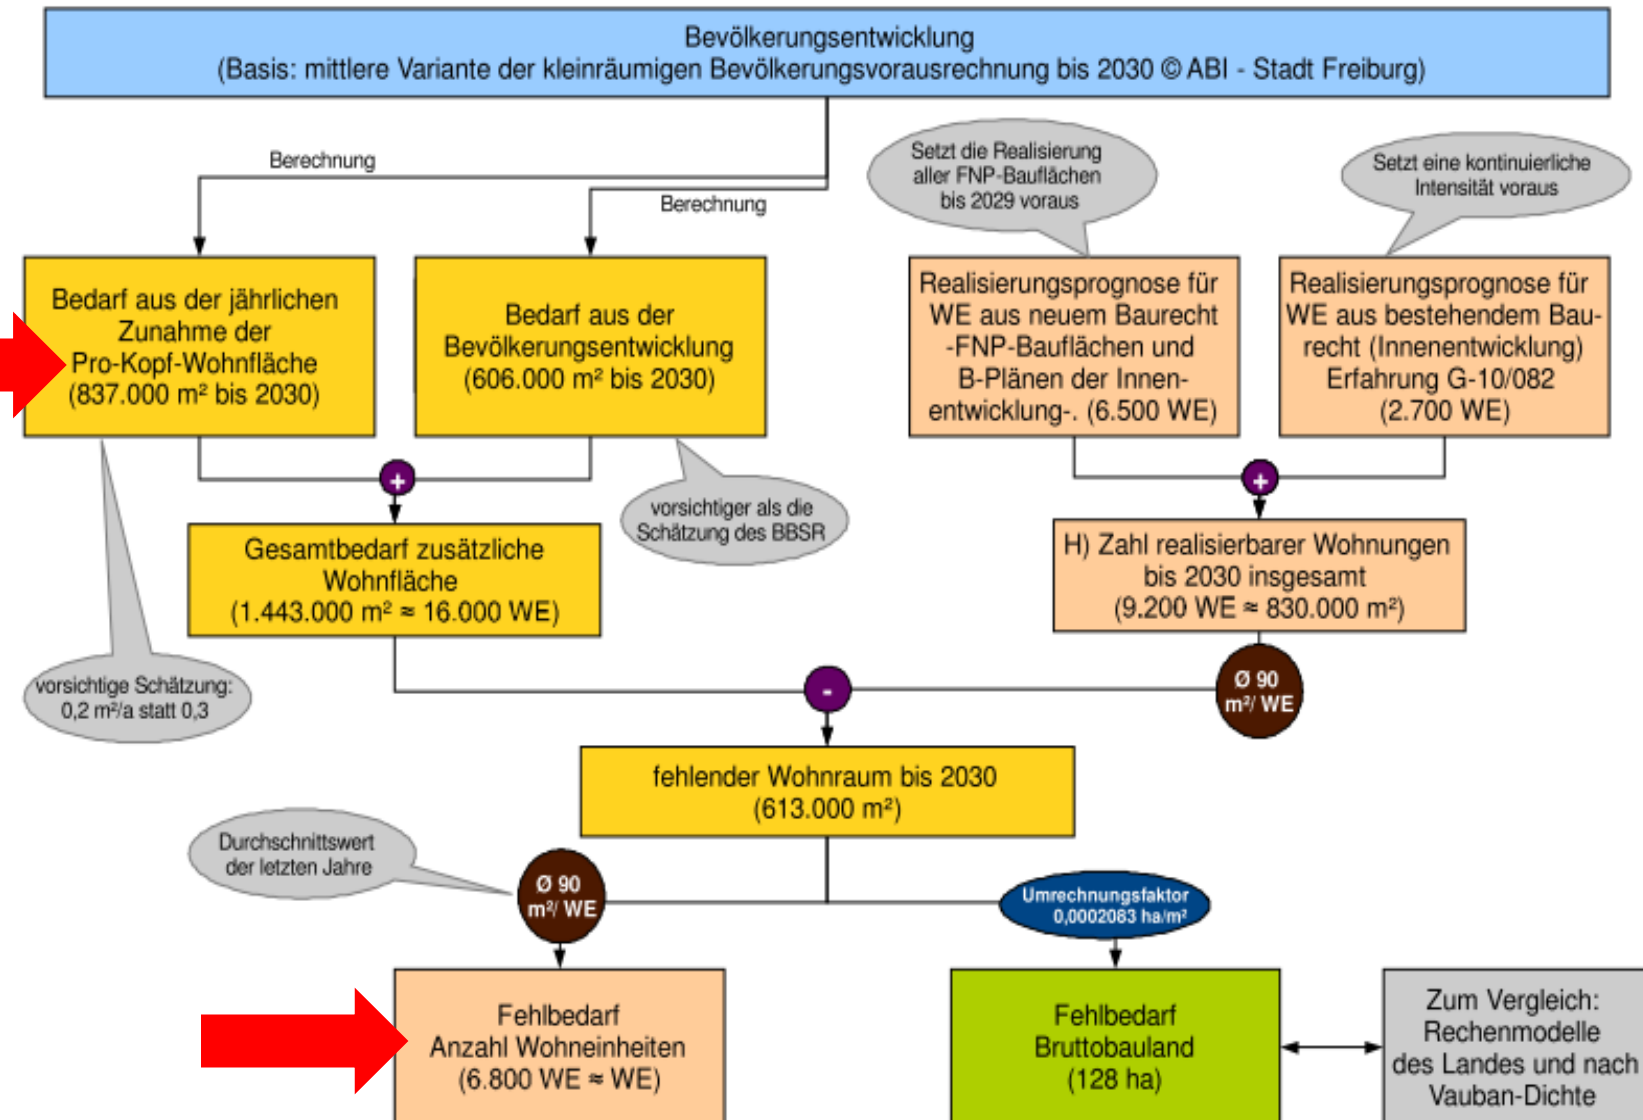 Bevölkerungsentwicklung
(Basis: mittlere Variante der kleinräumigen Bevölkerungsvorausrechnung bis 2030 © ABI - Stadt Freiburg)
Berechnung
Berechnung
Setzt die Realisierung
aller FNP-Bauflächen
bis 2029 voraus
Setzt eine kontinuierliche
Intensität voraus
Bedarf aus der jährlichen
Zunahme der
Pro-Kopf-Wohnfläche
(837.000 m² bis 2030)
Bedarf aus der
Bevölkerungsentwicklung
(606.000 m² bis 2030)
Realisierungsprognose für
WE aus neuem Baurecht
-FNP-Bauflächen und
B-Plänen der Innen-
entwicklung-. (6.500 WE)
Realisierungsprognose für
WE aus bestehendem Bau-
recht (Innenentwicklung)
Erfahrung G-10/082
(2.700 WE)
+
+
vorsichtiger als die
Schätzung des BBSR
Gesamtbedarf zusätzliche
Wohnfläche
(1.443.000 m² ≈ 16.000 WE)
H) Zahl realisierbarer Wohnungen
bis 2030 insgesamt
(9.200 WE ≈ 830.000 m²)
vorsichtige Schätzung:
0,2 m²/a statt 0,3
-
Ø 90
m²/ WE
fehlender Wohnraum bis 2030
(613.000 m²)
Durchschnittswert
der letzten Jahre
Ø 90
m²/ WE
Umrechnungsfaktor
0,0002083 ha/m²
Fehlbedarf
Anzahl Wohneinheiten
(6.800 WE ≈ WE)
Fehlbedarf
Bruttobauland
(128 ha)
Zum Vergleich:
Rechenmodelle
des Landes und nach
Vauban-Dichte